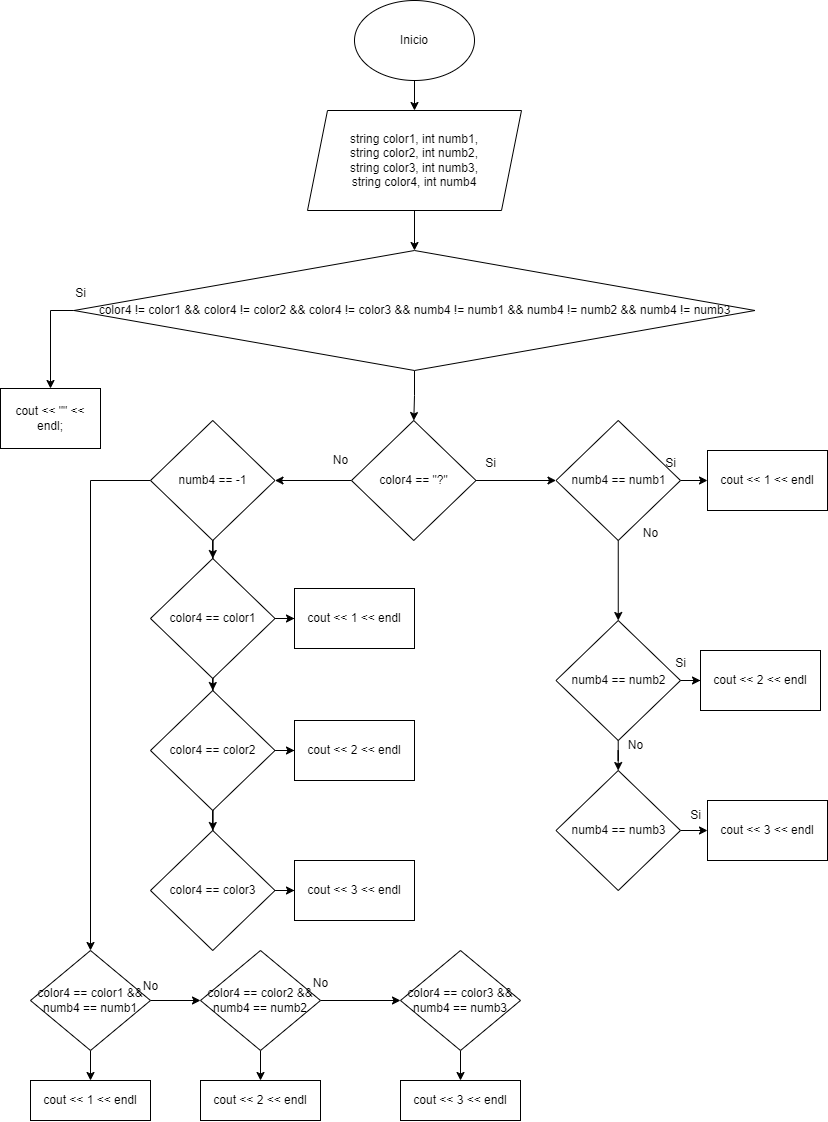 Inicio
string color1, int numb1,
string color2, int numb2,
string color3, int numb3,
string color4, int numb4
Si
color4 != color1 && color4 != color2 && color4 != color3 && numb4 != numb1 && numb4 != numb2 && numb4 != numb3
cout << "" <<
endl;
No
Si
Si
numb4 == -1
color4 == "?"
numb4 == numb1
cout << 1 << endl
No
color4 == color1
cout << 1 << endl
Si
numb4 == numb2
cout << 2 << endl
No
color4 == color2
cout << 2 << endl
Si
numb4 == numb3
cout << 3 << endl
color4 == color3
cout << 3 << endl
No
No
color4 == color1 &&
numb4 == numb1
color4 == color2 &&
numb4 == numb2
color4 == color3 &&
numb4 == numb3
cout << 1 << endl
cout << 2 << endl
cout << 3 << endl